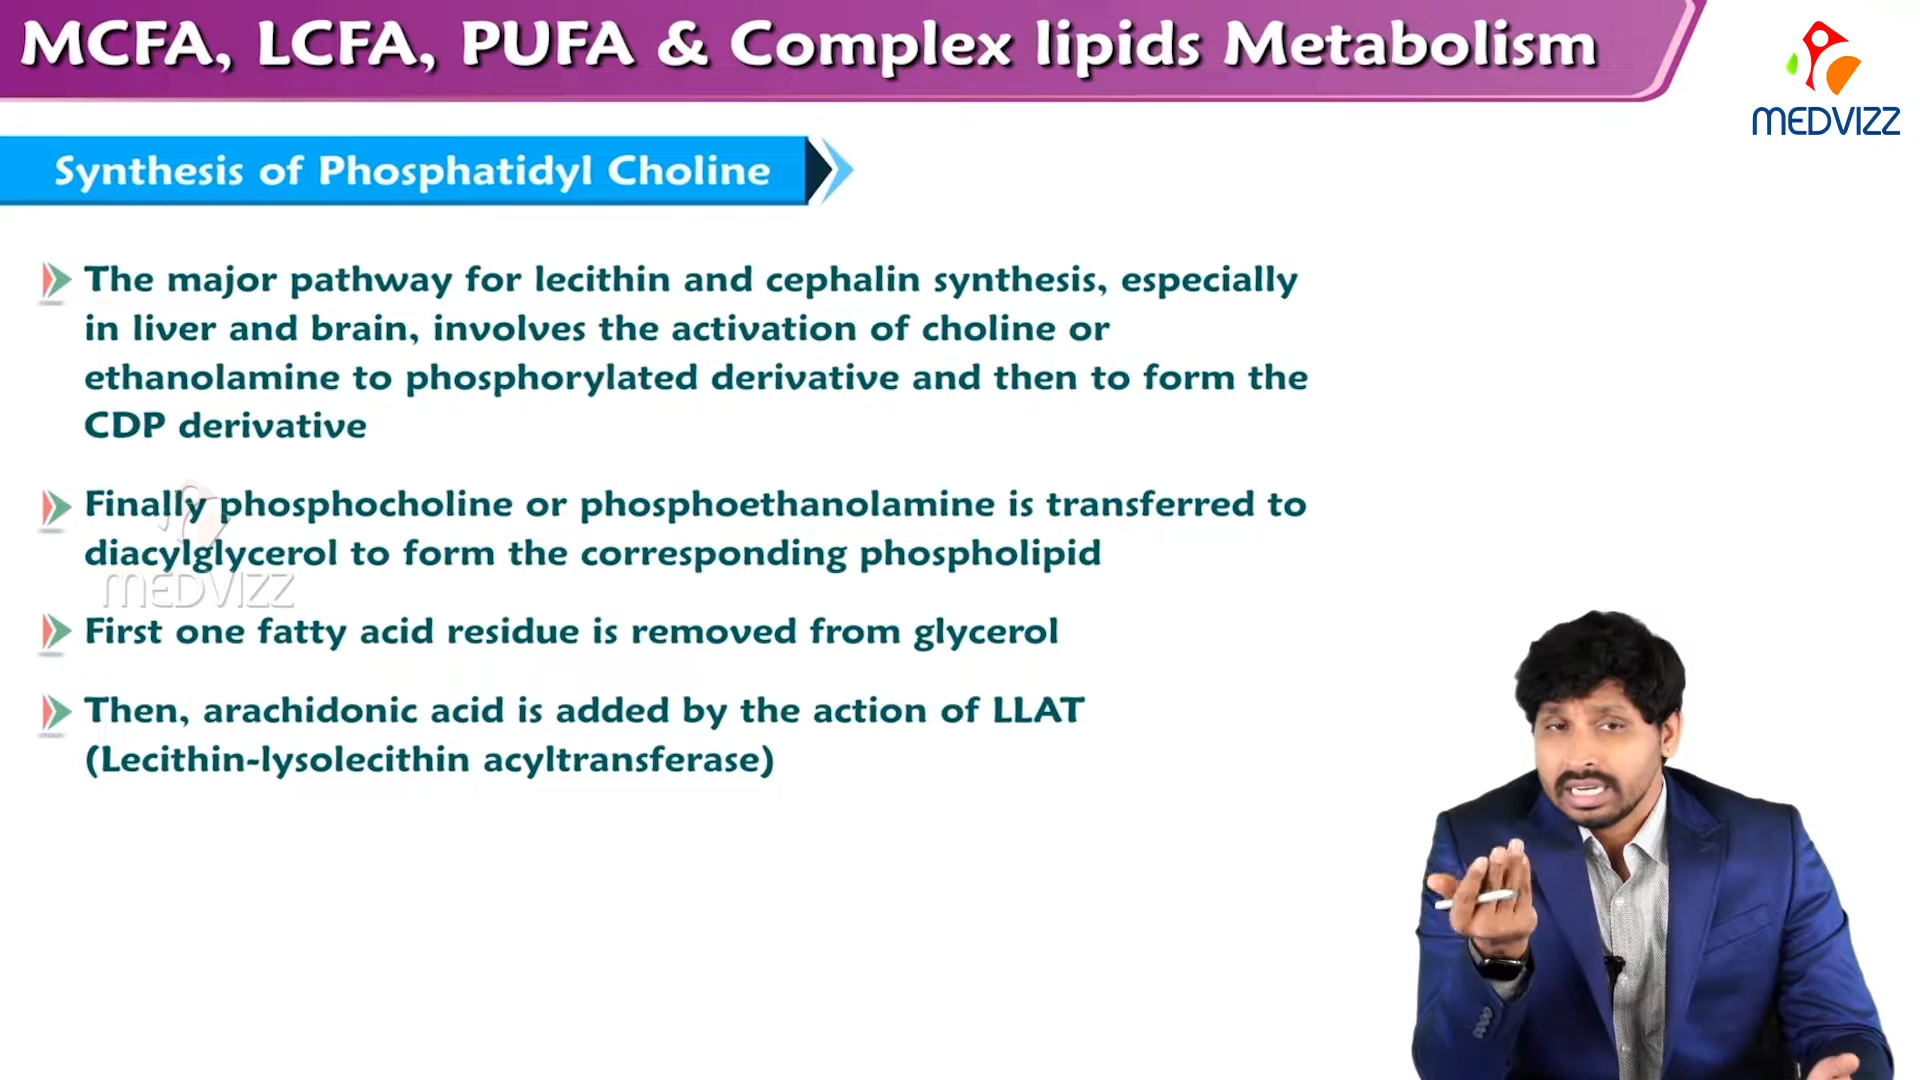 MCFA, LCFA, PUFA & Complex lipids Metabolism
MEDVIZZ
Synthesis of Phosphatidyl Choline
The major pathway for lecithin and cephalin synthesis, especially
in liver and brain, involves the activation of choline or
ethanolamine to phosphorylated derivative and then to form the
CDP derivative
Finally phosphocholine or phosphoethanolamine is transferred to
diacylglycerol to form the corresponding phospholipid
MEDVIZZ
First one fatty acid residue is removed from glycerol
Then, arachidonic acid is added by the action of LLAT
(Lecithin-lysolecithin acyltransferase)